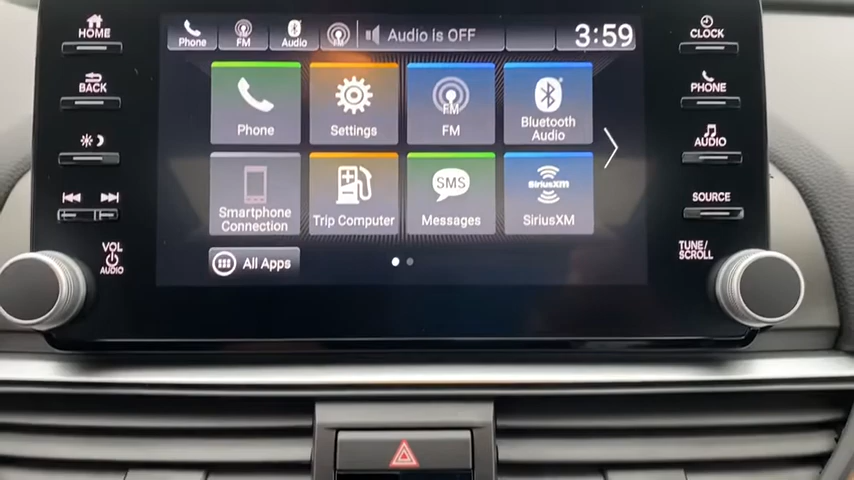 HOME
BACK
VOL
AUDIO
Phone
FM
Audio
FM
Audio is OFF
3:59
Phone
Settings
FM
FM
Bluetooth
Audio
Smartphone
Connection
Trip Computer
SMS
Messages
SiriusXM
SiriusXM
All Apps
CLOCK
PHONE
AUDIO
SOURCE
TUNE/
SCROLL